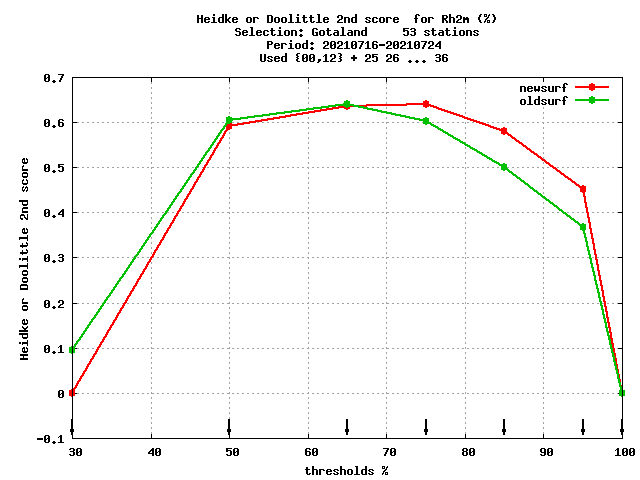 Heidke or Doolittle 2nd score for Rh2m (%)
Selection: Gotaland 53 stations
Period: 20210716-20210724
Used {00,12} + 25 26 ... 36
newsurf
oldsurf
0.7
0.6
0.5
0.4
0.3
0.2
0.1
0
-0.1
Heidke or Doolittle 2nd score
30 40 50 60 70 80 90 100
thresholds %